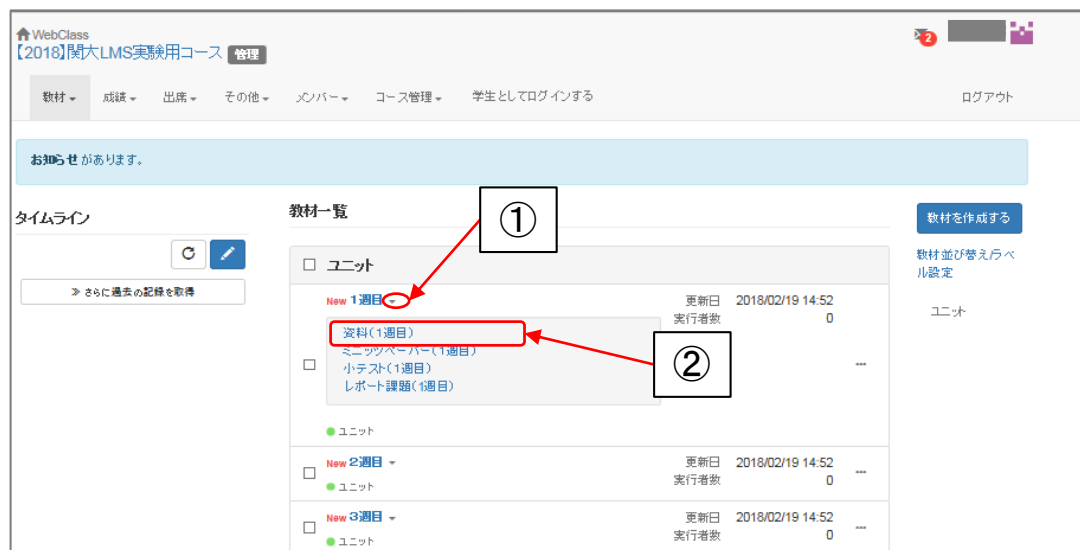 WebClass
【2018】関大LMS実験用コース 管理
2
教材 成績 出席 その他 メンバー コース管理 学生としてログインする ログアウト
お知らせ があります。
タイムライン
≫ さらに過去の記録を取得
教材一覧
①
教材を作成する
教材並び替え/ラベ
ル設定
ユニット
ユニット
New 1週目
更新日 2018/02/19 14:52
実行者数 0
資料(1週目)
ミニッツペーパー(1週目)
小テスト(1週目)
レポート課題(1週目)
②
ユニット
New 2週目
更新日 2018/02/19 14:52
実行者数 0
ユニット
New 3週目
更新日 2018/02/19 14:52
実行者数 0
ユニット